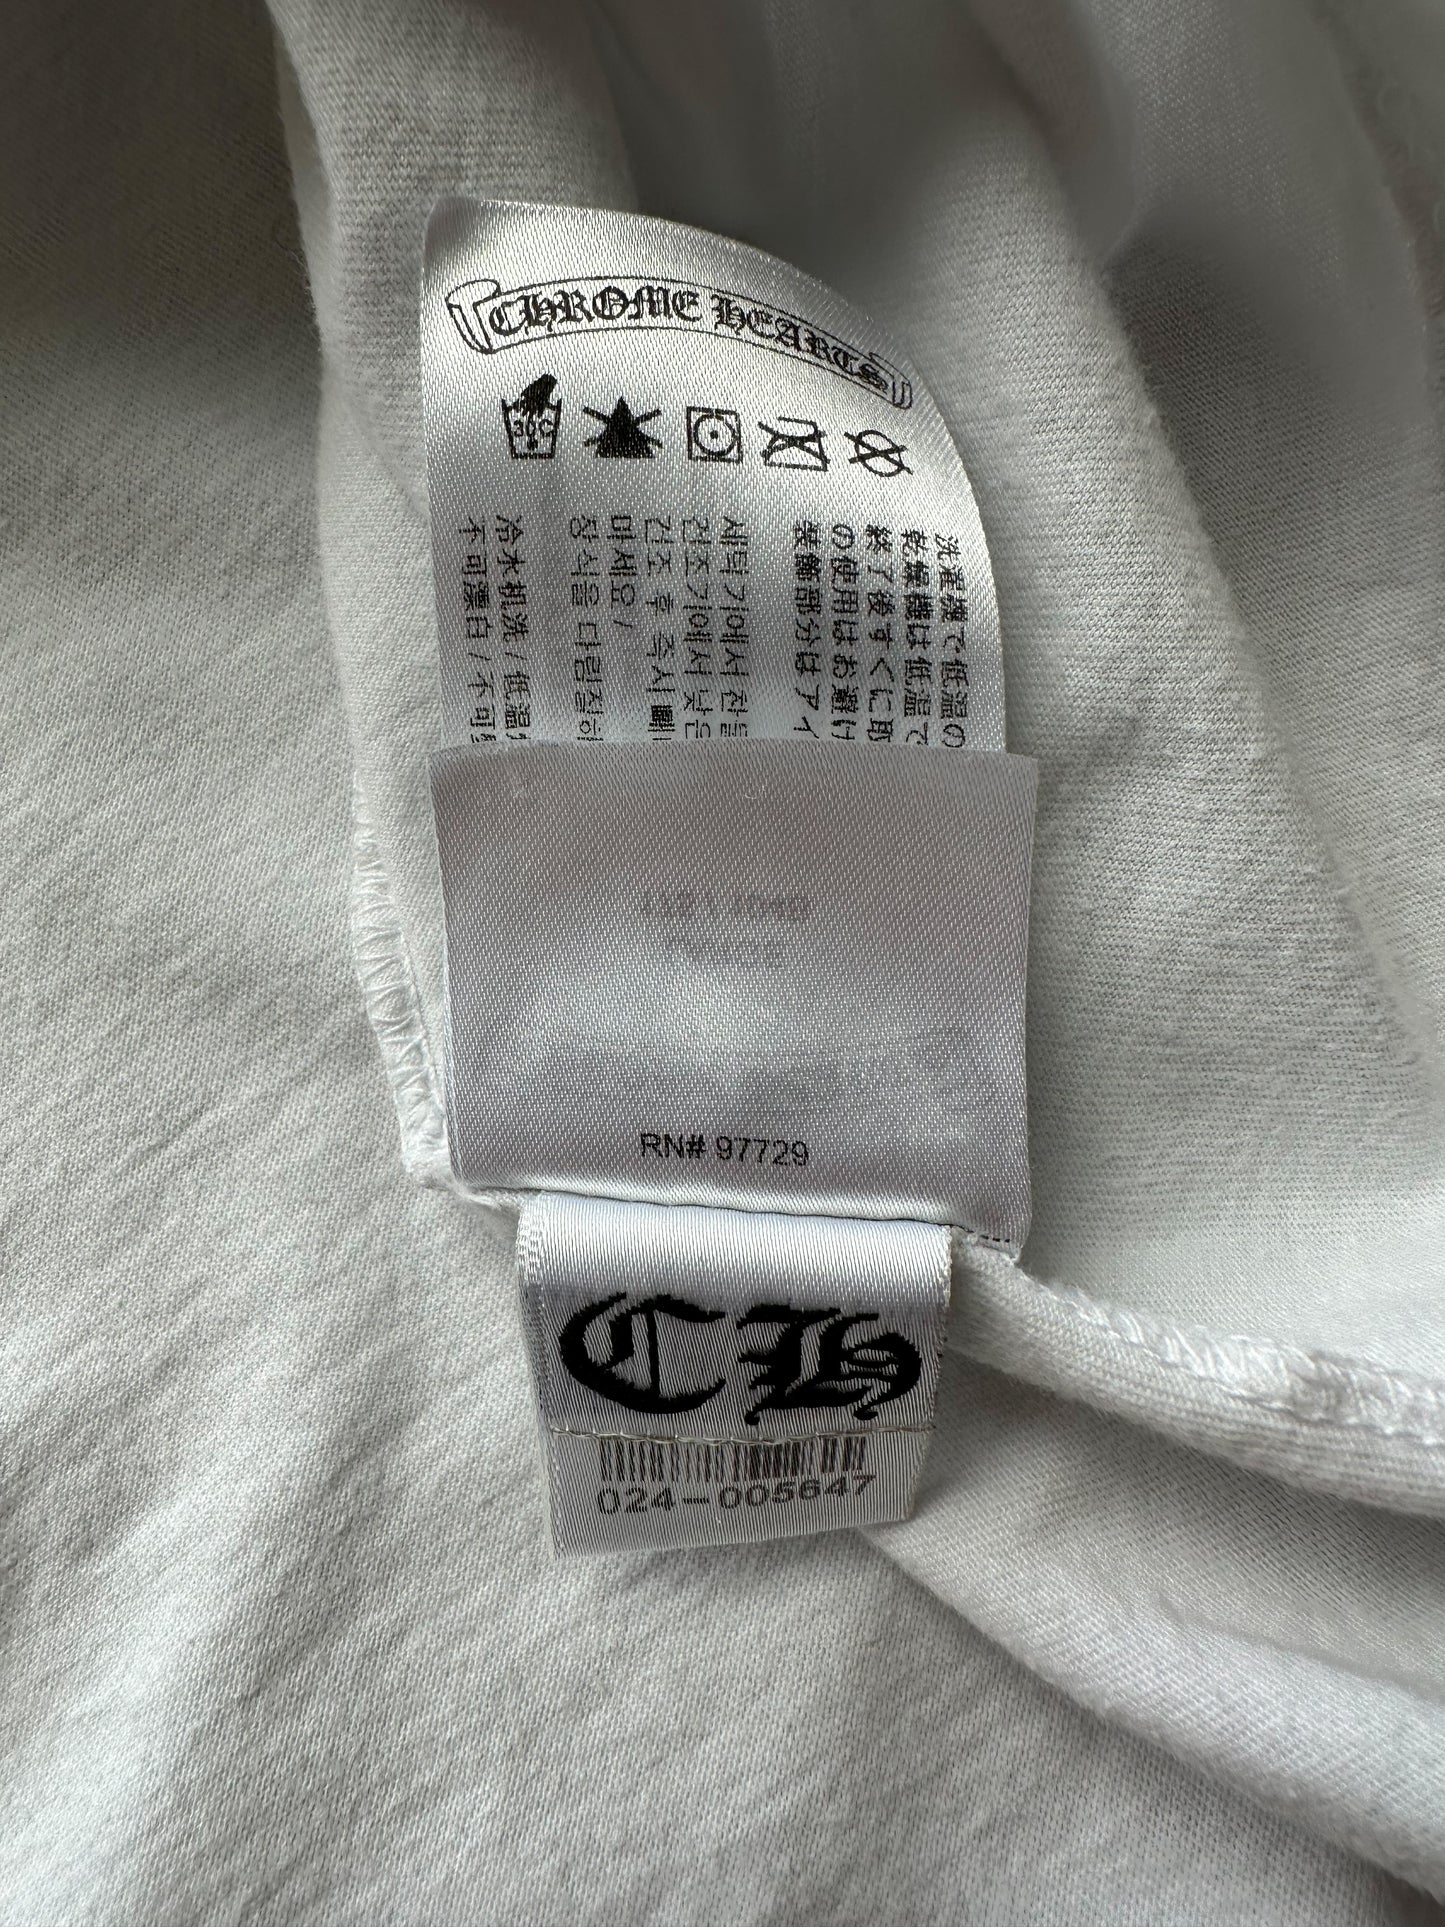 CHROME HEARTS
30C
洗濯機で低温の
乾燥機は低温で
終了後すぐに取
の使用はお避け
装飾部分はアイ
세탁기에서 찬물
건조기에서 낮은
건조 후 즉시
마세요 /
장식을 다림질하
冷水机洗 / 低温
不可漂白 / 不可
RN# 97729
CH
024-005647